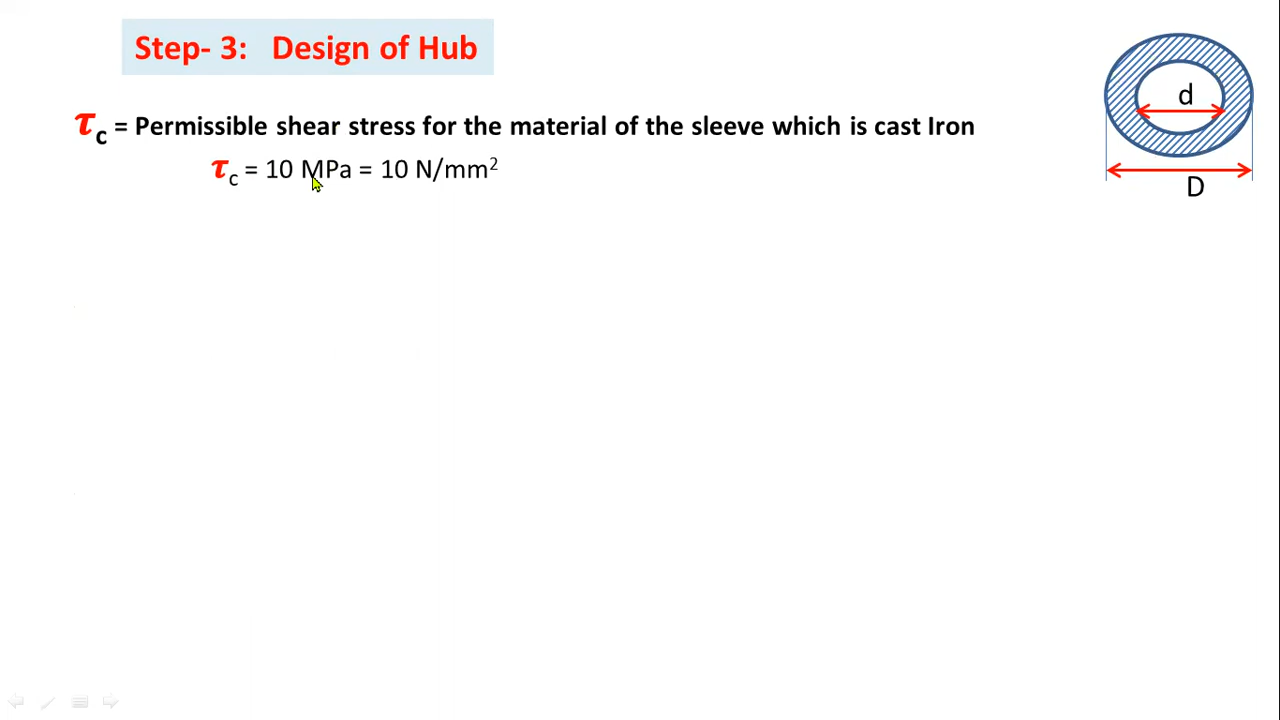 Step- 3: Design of Hub
d
τc = Permissible shear stress for the material of the sleeve which is cast Iron
τc = 10 MPa = 10 N/mm²
D